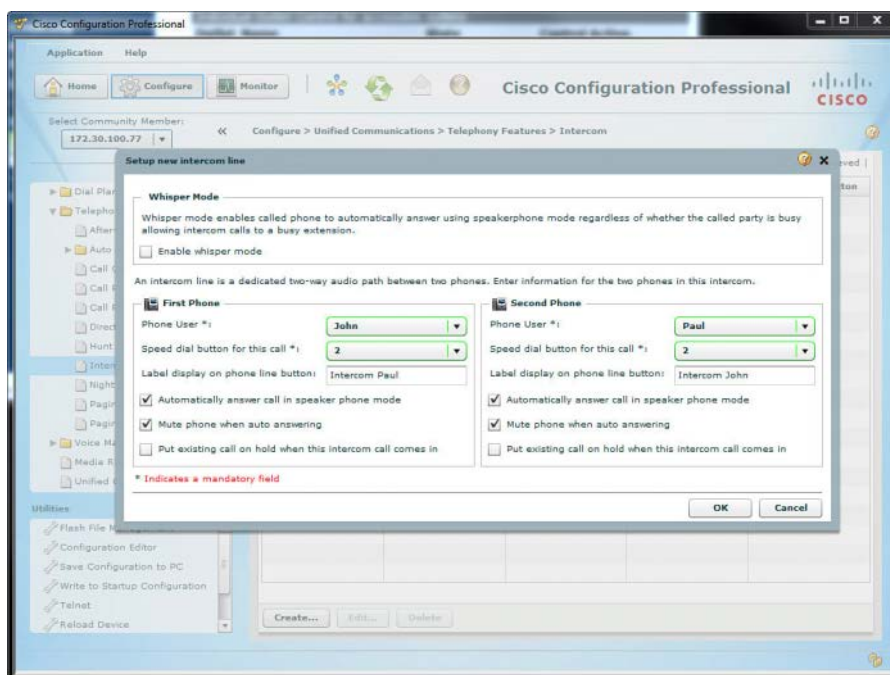 Cisco Configuration Professional
Application Help
Home Configure Monitor
Cisco Configuration Professional
CISCO
Select Community Member:
172.30.100.77
Configure > Unified Communications > Telephony Features > Intercom
Setup new intercom line
Whisper Mode
Whisper mode enables called phone to automatically answer using speakerphone mode regardless of whether the called party is busy
allowing intercom calls to a busy extension.
Enable whisper mode
An intercom line is a dedicated two-way audio path between two phones. Enter information for the two phones in this intercom.
First Phone
Phone User *: John
Speed dial button for this call *: 2
Label display on phone line button: Intercom Paul
Automatically answer call in speaker phone mode
Mute phone when auto answering
Put existing call on hold when this intercom call comes in
Second Phone
Phone User *: Paul
Speed dial button for this call *: 2
Label display on phone line button: Intercom John
Automatically answer call in speaker phone mode
Mute phone when auto answering
Put existing call on hold when this intercom call comes in
* Indicates a mandatory field
OK Cancel
Dial Plan
Telepho
After
Auto
Call
Call
Call
Direct
Hunt
Inter
Night
Pagin
Pagin
Voice Ma
Media R
Unified
Utilities
Flash File
Configuration Editor
Save Configuration to PC
Write to Startup Configuration
Telnet
Reload Device
Create... Edit... Delete